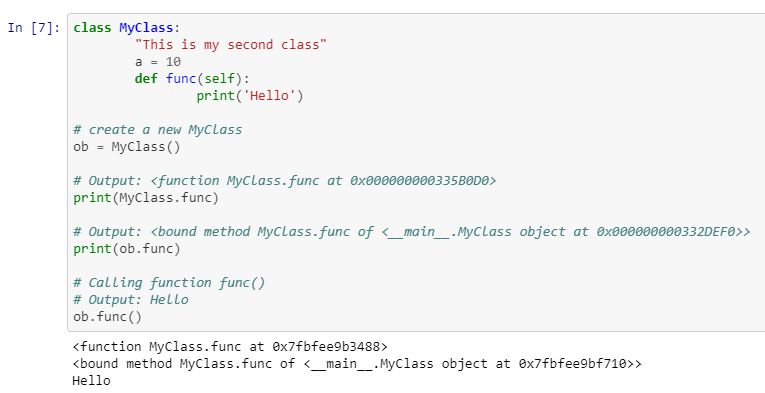 In [7]: class MyClass:
"This is my second class"
a = 10
def func(self):
print('Hello')
# create a new MyClass
ob = MyClass()
# Output: <function MyClass.func at 0x000000000335B0D0>
print(MyClass.func)
# Output: <bound method MyClass.func of <__main__.MyClass object at 0x000000000332DEF0>>
print(ob.func)
# Calling function func()
# Output: Hello
ob.func()
<function MyClass.func at 0x7fbfee9b3488>
<bound method MyClass.func of <__main__.MyClass object at 0x7fbfee9bf710>>
Hello